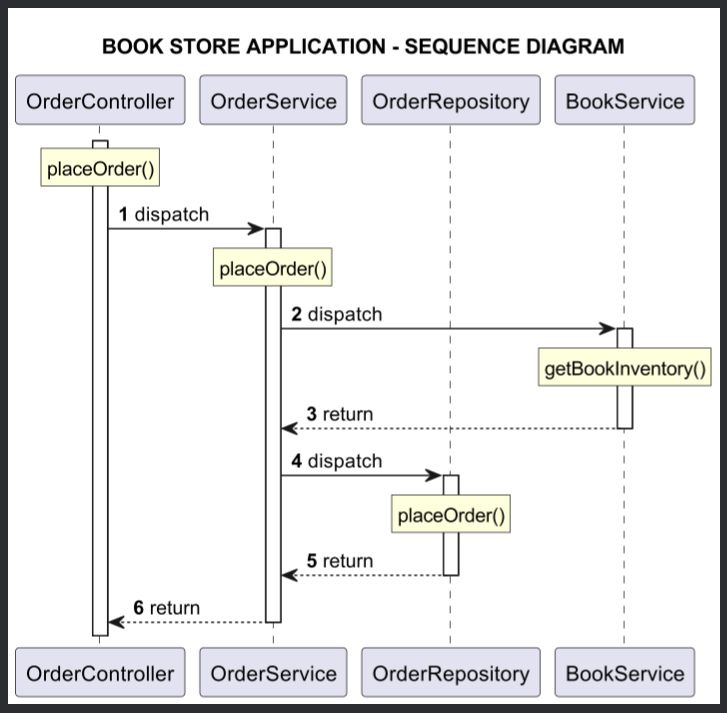 BOOK STORE APPLICATION - SEQUENCE DIAGRAM
OrderController
OrderService
OrderRepository
BookService
placeOrder()
1 dispatch
placeOrder()
2 dispatch
getBookInventory()
3 return
4 dispatch
placeOrder()
5 return
6 return
OrderController
OrderService
OrderRepository
BookService